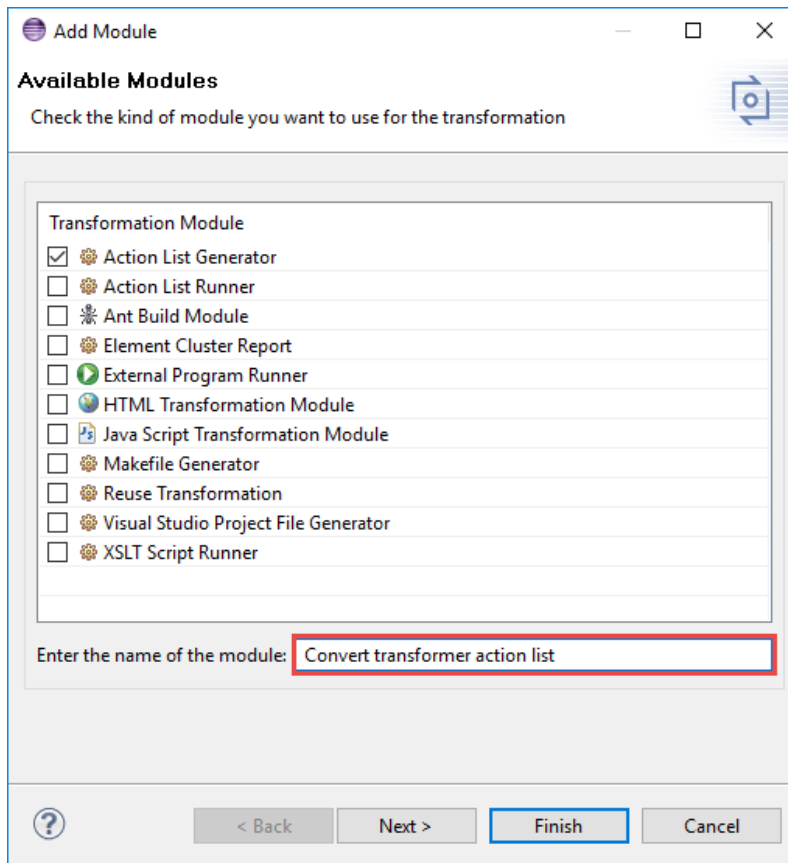 Add Module
Available Modules
Check the kind of module you want to use for the transformation
Transformation Module
Action List Generator
Action List Runner
Ant Build Module
Element Cluster Report
External Program Runner
HTML Transformation Module
Java Script Transformation Module
Makefile Generator
Reuse Transformation
Visual Studio Project File Generator
XSLT Script Runner
Enter the name of the module: Convert transformer action list
< Back Next > Finish Cancel